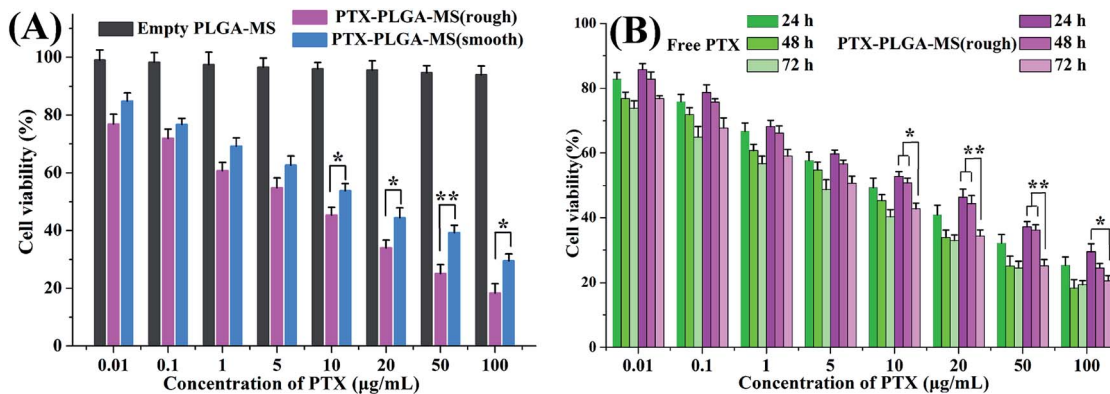 (A)
Empty PLGA-MS
PTX-PLGA-MS(rough)
PTX-PLGA-MS(smooth)
Cell viability (%)
100
80
60
40
20
0
*
*
**
*
0.01 0.1 1 5 10 20 50 100
Concentration of PTX (μg/mL)
(B)
Free PTX
24 h
48 h
72 h
PTX-PLGA-MS(rough)
24 h
48 h
72 h
Cell viability(%)
80
60
40
20
0
*
**
**
*
0.01 0.1 1 5 10 20 50 100
Concentration of PTX (μg/mL)